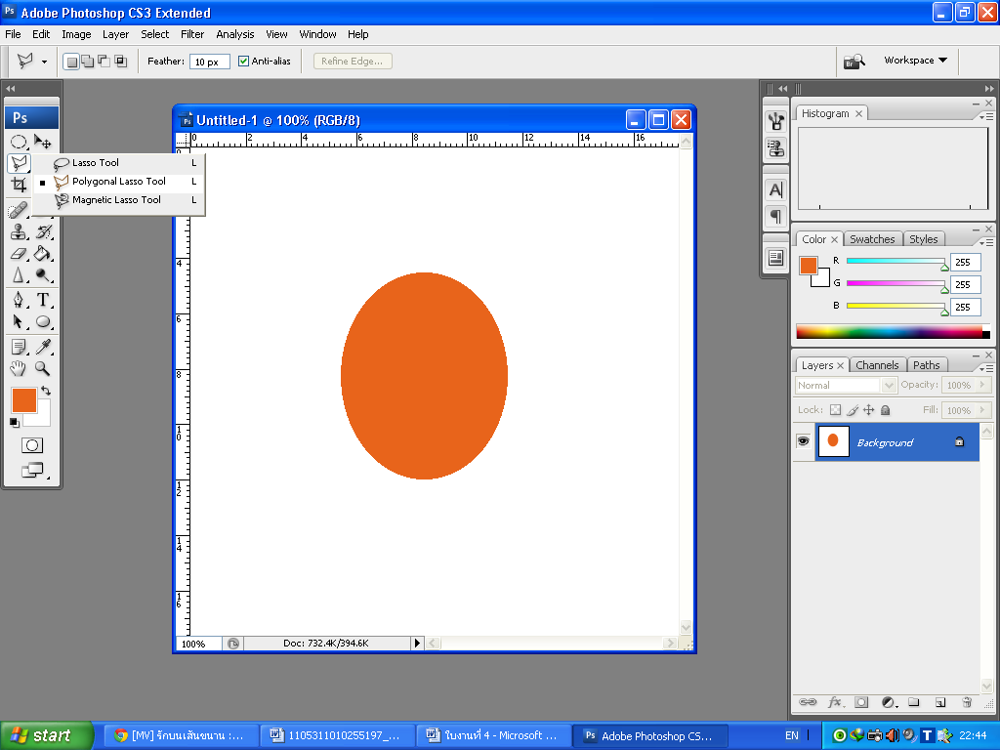 Adobe Photoshop CS3 Extended
File Edit Image Layer Select Filter Analysis View Window Help
Feather: 10 px Anti-alias Refine Edge... Br Workspace
Ps
Untitled-1 @ 100% (RGB/8)
0 2 4 6 8 10 12 14 16
Lasso Tool L
Polygonal Lasso Tool L
Magnetic Lasso Tool L
4
6
8
10
12
14
16
100% Doc: 732.4K/394.6K
Histogram
Color Swatches Styles
R 255
G 255
B 255
Layers Channels Paths
Normal Opacity: 100%
Lock: Fill: 100%
Background
start [MV] รักบนเส้นขนาน :... 1105311010255197_... ใบงานที่ 4 - Microsoft ... Adobe Photoshop CS... EN 22:44